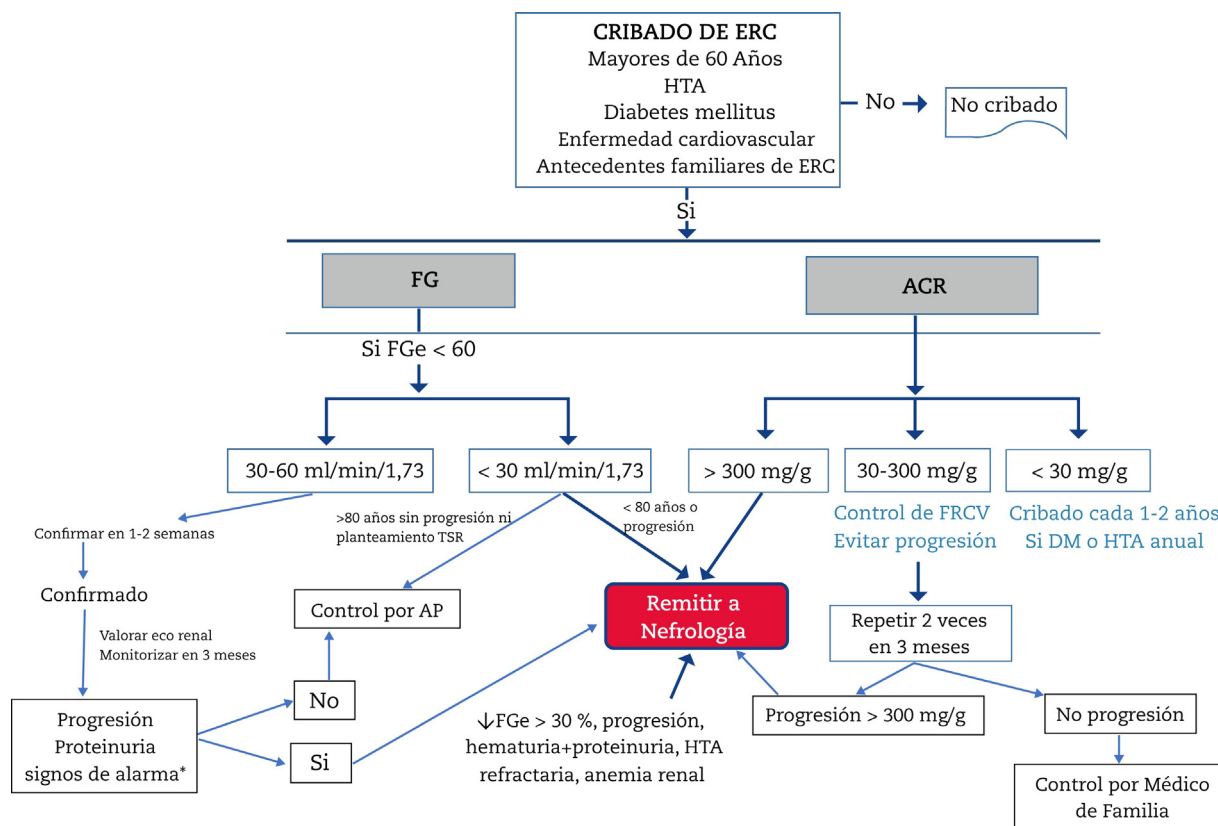 CRIBADO DE ERC
Mayores de 60 Años
HTA
Diabetes mellitus
Enfermedad cardiovascular
Antecedentes familiares de ERC
No
No cribado
Si
FG
ACR
Si FGe < 60
30-60 ml/min/1,73
< 30 ml/min/1,73
> 300 mg/g
30-300 mg/g
< 30 mg/g
Confirmar en 1-2 semanas
>80 años sin progresión ni
planteamiento TSR
< 80 años o
progresión
Control de FRCV
Evitar progresión
Cribado cada 1-2 años
Si DM o HTA anual
Confirmado
Control por AP
Remitir a
Nefrología
Repetir 2 veces
en 3 meses
Valorar eco renal
Monitorizar en 3 meses
No
Progresión > 300 mg/g
No progresión
Progresión
Proteinuria
signos de alarma*
Si
↓FGe > 30 %, progresión,
hematuria+proteinuria, HTA
refractaria, anemia renal
Control por Médico
de Familia